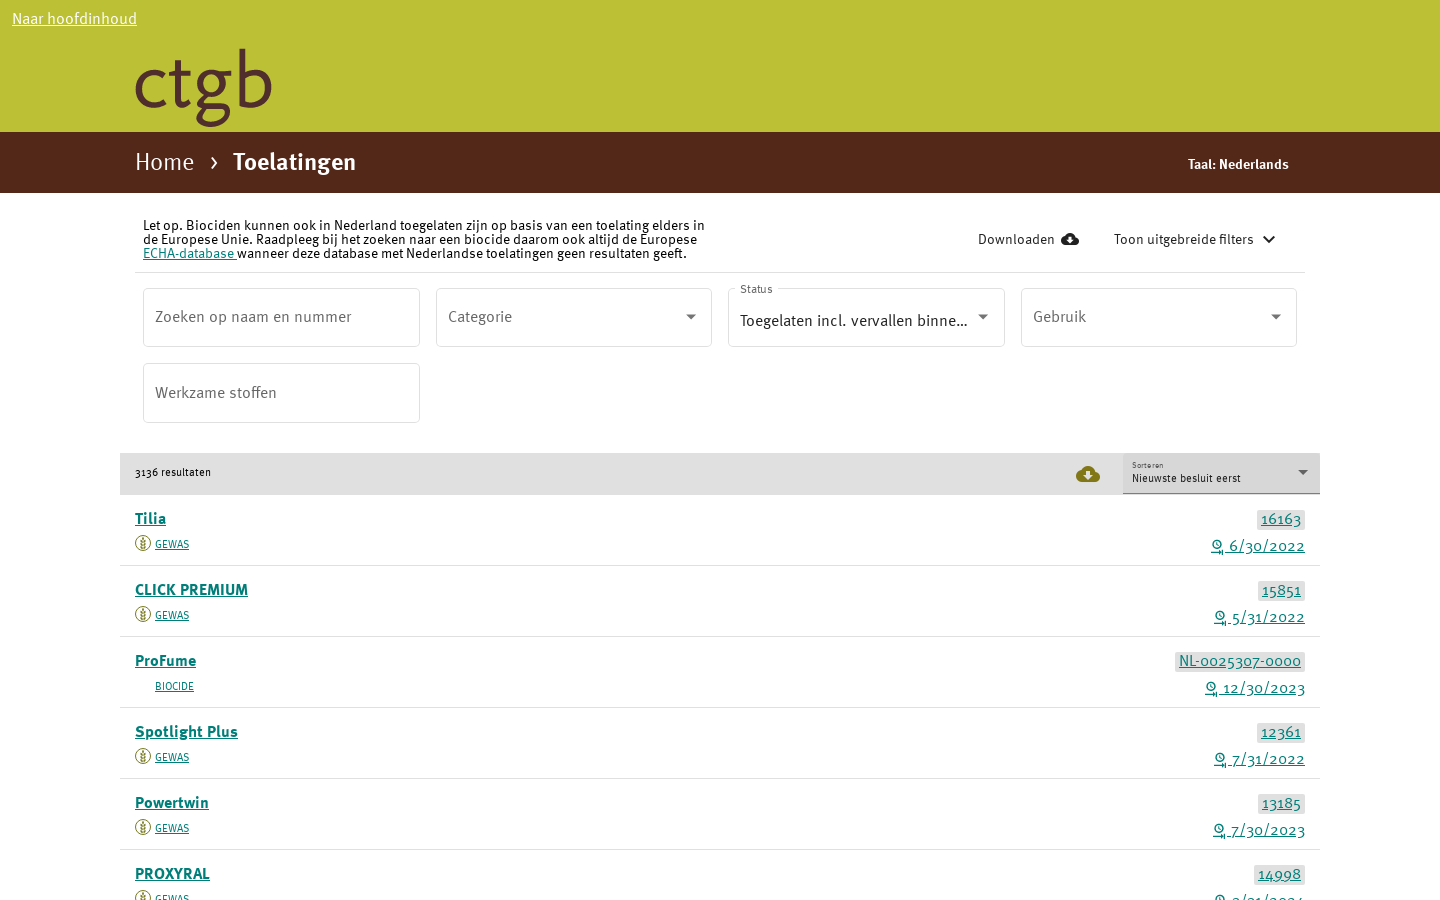 Naar hoofdinhoud
ctgb
Home › Toelatingen
Taal: Nederlands
Let op. Biociden kunnen ook in Nederland toegelaten zijn op basis van een toelating elders in
de Europese Unie. Raadpleeg bij het zoeken naar een biocide daarom ook altijd de Europese
ECHA-database wanneer deze database met Nederlandse toelatingen geen resultaten geeft.
Downloaden
Toon uitgebreide filters
Zoeken op naam en nummer
Categorie
Status
Toegelaten incl. vervallen binne...
Gebruik
Werkzame stoffen
3136 resultaten
Sorteren
Nieuwste besluit eerst
Tilia
16163
GEWAS
6/30/2022
CLICK PREMIUM
15851
GEWAS
5/31/2022
ProFume
NL-0025307-0000
BIOCIDE
12/30/2023
Spotlight Plus
12361
GEWAS
7/31/2022
Powertwin
13185
GEWAS
7/30/2023
PROXYRAL
14998
GEWAS